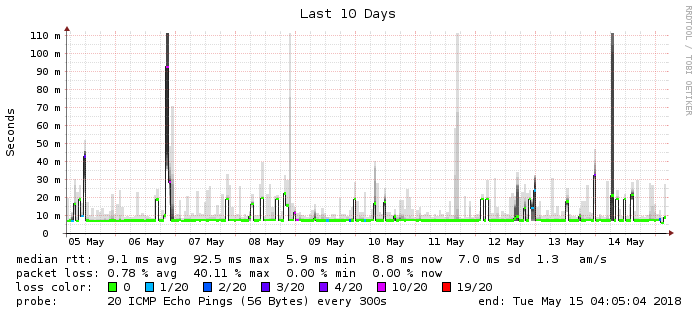 Last 10 Days
RRDTOOL / TOBI OETIKER
Seconds
110 m
100 m
90 m
80 m
70 m
60 m
50 m
40 m
30 m
20 m
10 m
0
05 May 06 May 07 May 08 May 09 May 10 May 11 May 12 May 13 May 14 May
median rtt: 9.1 ms avg 92.5 ms max 5.9 ms min 8.8 ms now 7.0 ms sd 1.3 am/s
packet loss: 0.78 % avg 40.11 % max 0.00 % min 0.00 % now
loss color: 0 1/20 2/20 3/20 4/20 10/20 19/20
probe: 20 ICMP Echo Pings (56 Bytes) every 300s end: Tue May 15 04:05:04 2018